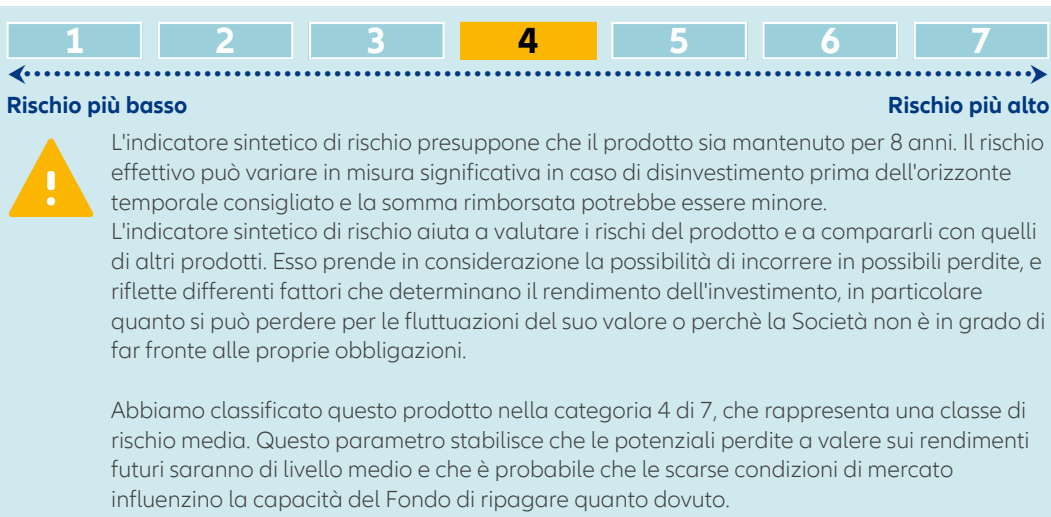 1 2 3 4 5 6 7
Rischio più basso Rischio più alto
L'indicatore sintetico di rischio presuppone che il prodotto sia mantenuto per 8 anni. Il rischio
effettivo può variare in misura significativa in caso di disinvestimento prima dell'orizzonte
temporale consigliato e la somma rimborsata potrebbe essere minore.
L'indicatore sintetico di rischio aiuta a valutare i rischi del prodotto e a compararli con quelli
di altri prodotti. Esso prende in considerazione la possibilità di incorrere in possibili perdite, e
riflette differenti fattori che determinano il rendimento dell'investimento, in particolare
quanto si può perdere per le fluttuazioni del suo valore o perchè la Società non è in grado di
far fronte alle proprie obbligazioni.
Abbiamo classificato questo prodotto nella categoria 4 di 7, che rappresenta una classe di
rischio media. Questo parametro stabilisce che le potenziali perdite a valere sui rendimenti
futuri saranno di livello medio e che è probabile che le scarse condizioni di mercato
influenzino la capacità del Fondo di ripagare quanto dovuto.